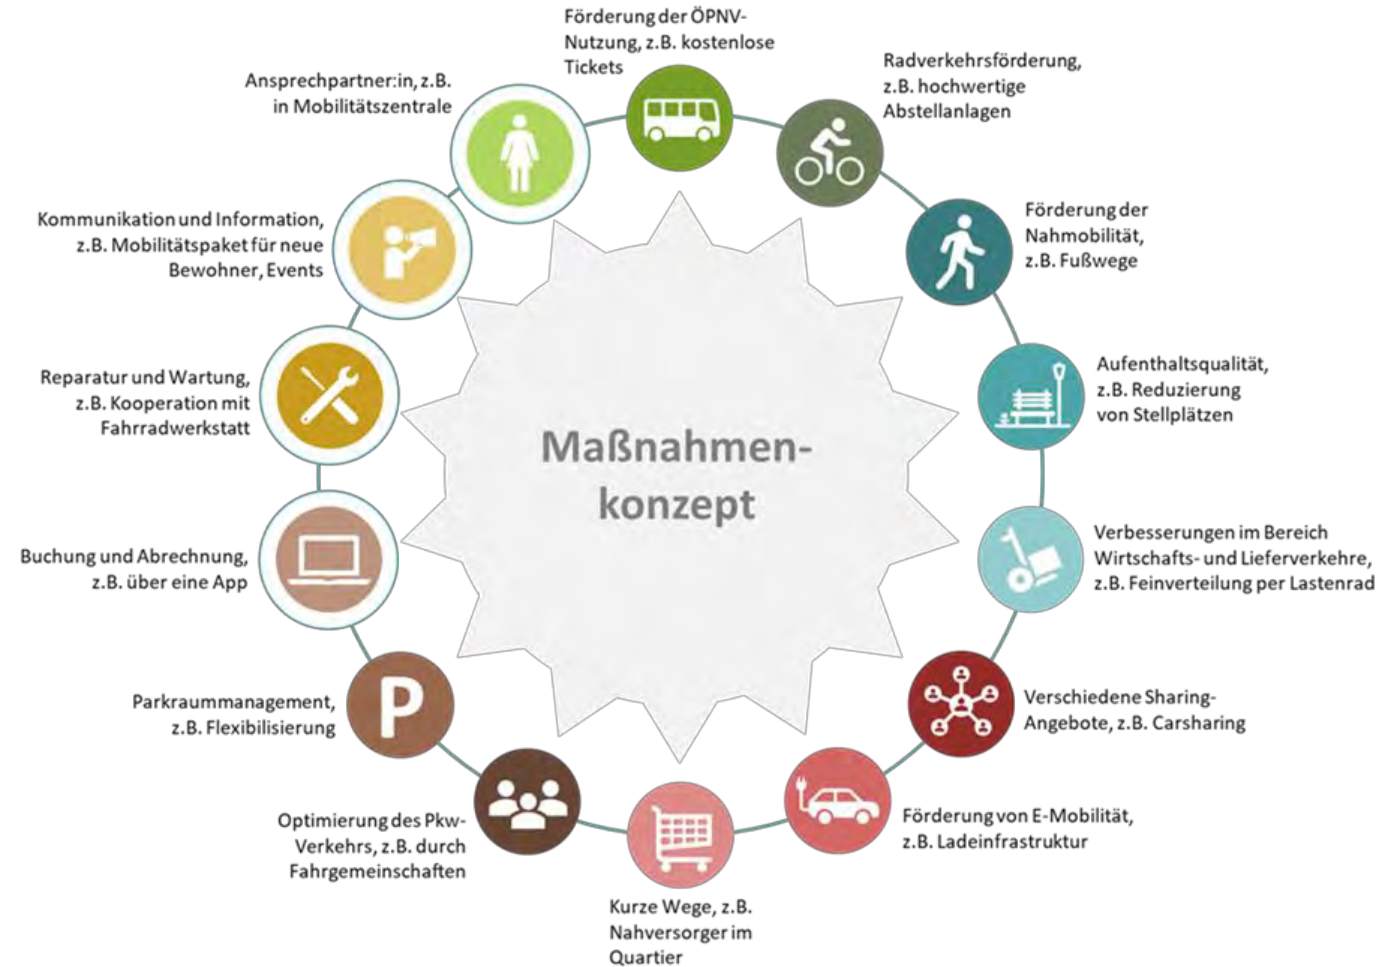 Förderung der ÖPNV-
Nutzung, z.B. kostenlose
Tickets
Radverkehrsförderung,
z.B. hochwertige
Abstellanlagen
Förderung der
Nahmobilität,
z.B. Fußwege
Aufenthaltsqualität,
z.B. Reduzierung
von Stellplätzen
Verbesserungen im Bereich
Wirtschafts- und Lieferverkehre,
z.B. Feinverteilung per Lastenrad
Verschiedene Sharing-
Angebote, z.B. Carsharing
Förderung von E-Mobilität,
z.B. Ladeinfrastruktur
Kurze Wege, z.B.
Nahversorger im
Quartier
Optimierung des Pkw-
Verkehrs, z.B. durch
Fahrgemeinschaften
P
Parkraummanagement,
z.B. Flexibilisierung
Buchung und Abrechnung,
z.B. über eine App
Reparatur und Wartung,
z.B. Kooperation mit
Fahrradwerkstatt
Kommunikation und Information,
z.B. Mobilitätspaket für neue
Bewohner, Events
Ansprechpartner:in, z.B.
in Mobilitätszentrale
Maßnahmen-
konzept